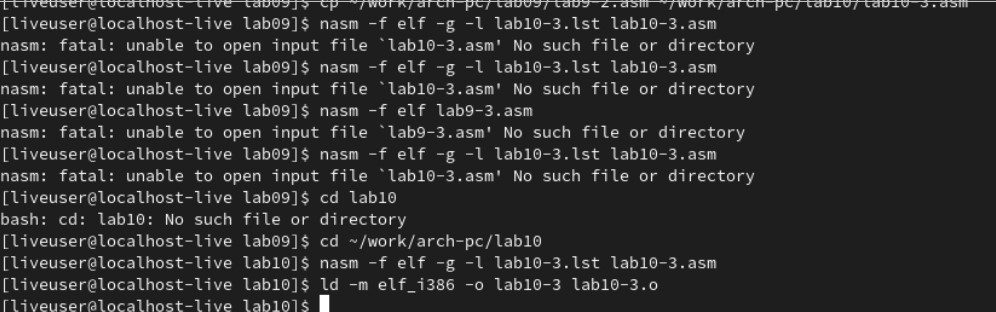 [liveuser@localhost-live lab09]$ cp ~/work/arch-pc/lab09/lab9-2.asm ~/work/arch-pc/lab10/lab10-3.asm
[liveuser@localhost-live lab09]$ nasm -f elf -g -l lab10-3.lst lab10-3.asm
nasm: fatal: unable to open input file `lab10-3.asm' No such file or directory
[liveuser@localhost-live lab09]$ nasm -f elf -g -l lab10-3.lst lab10-3.asm
nasm: fatal: unable to open input file `lab10-3.asm' No such file or directory
[liveuser@localhost-live lab09]$ nasm -f elf lab9-3.asm
nasm: fatal: unable to open input file `lab9-3.asm' No such file or directory
[liveuser@localhost-live lab09]$ nasm -f elf -g -l lab10-3.lst lab10-3.asm
nasm: fatal: unable to open input file `lab10-3.asm' No such file or directory
[liveuser@localhost-live lab09]$ cd lab10
bash: cd: lab10: No such file or directory
[liveuser@localhost-live lab09]$ cd ~/work/arch-pc/lab10
[liveuser@localhost-live lab10]$ nasm -f elf -g -l lab10-3.lst lab10-3.asm
[liveuser@localhost-live lab10]$ ld -m elf_i386 -o lab10-3 lab10-3.o
[liveuser@localhost-live lab10]$